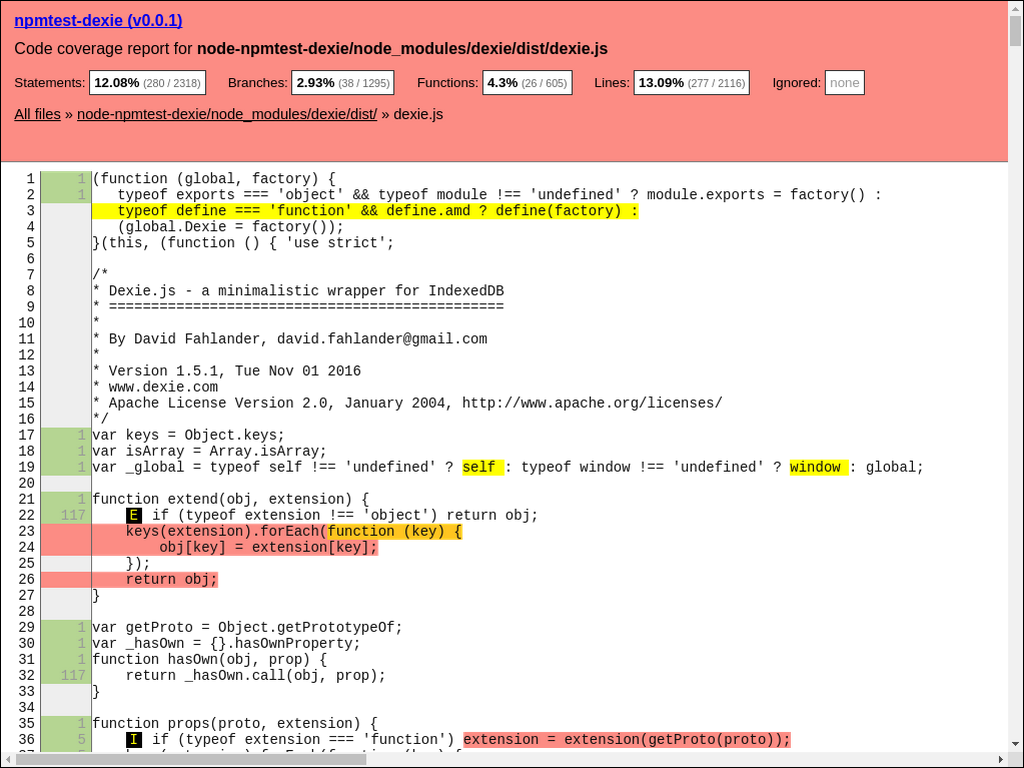 npmtest-dexie (v0.0.1)
Code coverage report for node-npmtest-dexie/node_modules/dexie/dist/dexie.js
Statements: 12.08% (280 / 2318) Branches: 2.93% (38 / 1295) Functions: 4.3% (26 / 605) Lines: 13.09% (277 / 2116) Ignored: none
All files » node-npmtest-dexie/node_modules/dexie/dist/ » dexie.js
1 1 (function (global, factory) {
2 1 typeof exports === 'object' && typeof module !== 'undefined' ? module.exports = factory() :
3 typeof define === 'function' && define.amd ? define(factory) :
4 (global.Dexie = factory());
5 }(this, (function () { 'use strict';
6
7 /*
8 * Dexie.js - a minimalistic wrapper for IndexedDB
9 * ===============================================
10 *
11 * By David Fahlander, david.fahlander@gmail.com
12 *
13 * Version 1.5.1, Tue Nov 01 2016
14 * www.dexie.com
15 * Apache License Version 2.0, January 2004, http://www.apache.org/licenses/
16 */
17 1 var keys = Object.keys;
18 1 var isArray = Array.isArray;
19 1 var _global = typeof self !== 'undefined' ? self : typeof window !== 'undefined' ? window : global;
20
21 1 function extend(obj, extension) {
22 117 E if (typeof extension !== 'object') return obj;
23 keys(extension).forEach(function (key) {
24 obj[key] = extension[key];
25 });
26 return obj;
27 }
28
29 1 var getProto = Object.getPrototypeOf;
30 1 var _hasOwn = {}.hasOwnProperty;
31 1 function hasOwn(obj, prop) {
32 117 return _hasOwn.call(obj, prop);
33 }
34
35 1 function props(proto, extension) {
36 5 I if (typeof extension === 'function') extension = extension(getProto(proto));